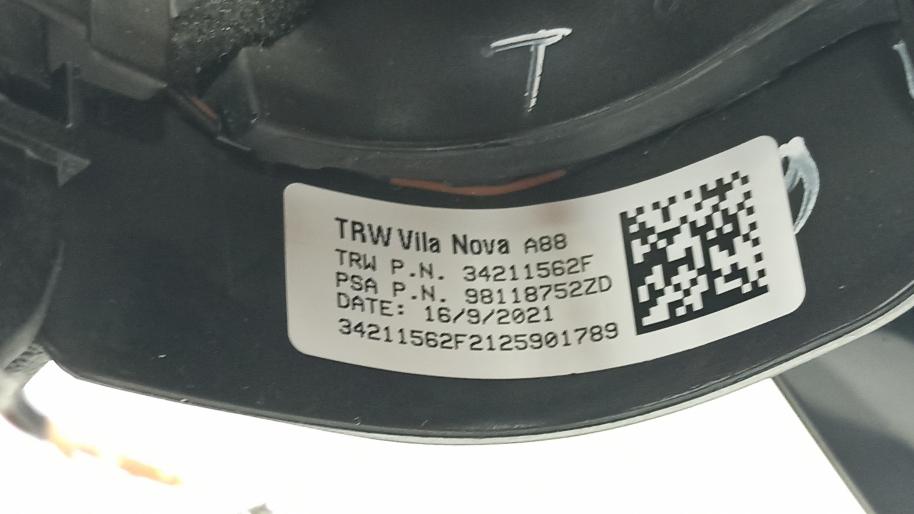 T
TRW Vila Nova A88
TRW P.N. 34211562F
PSA P.N. 98118752ZD
DATE: 16/9/2021
34211562F2125901789